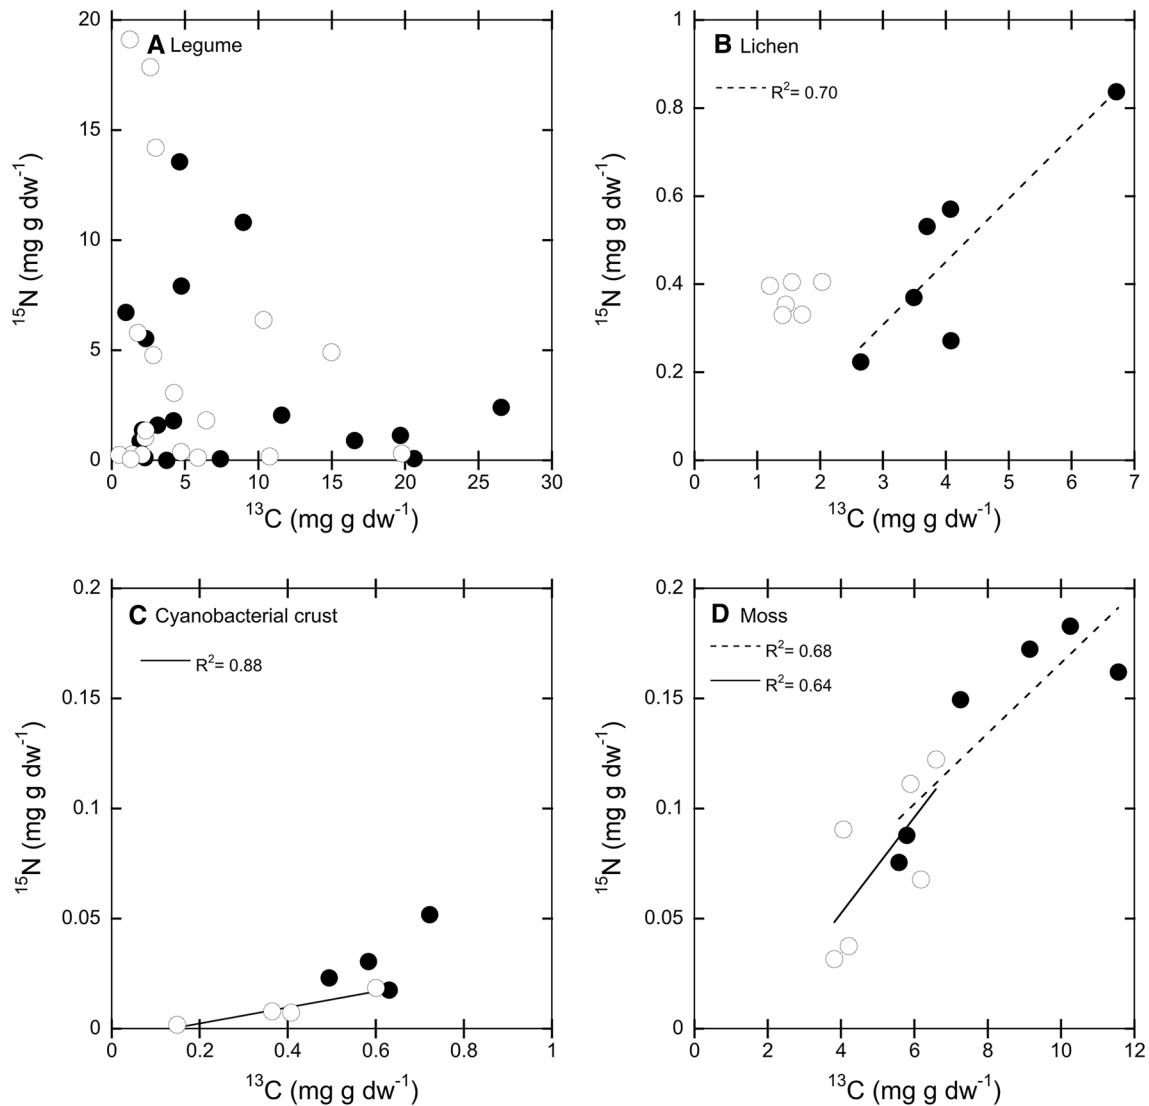 A Legume
20
15
10
5
0
0 5 10 15 20 25 30
¹⁵N (mg g dw⁻¹)
¹³C (mg g dw⁻¹)
B Lichen
R²= 0.70
1
0.8
0.6
0.4
0.2
0
0 1 2 3 4 5 6 7
¹⁵N (mg g dw⁻¹)
¹³C (mg g dw⁻¹)
C Cyanobacterial crust
R²= 0.88
0.2
0.15
0.1
0.05
0
0 0.2 0.4 0.6 0.8 1
¹⁵N (mg g dw⁻¹)
¹³C (mg g dw⁻¹)
D Moss
R²= 0.68
R²= 0.64
0.2
0.15
0.1
0.05
0
0 2 4 6 8 10 12
¹⁵N (mg g dw⁻¹)
¹³C (mg g dw⁻¹)